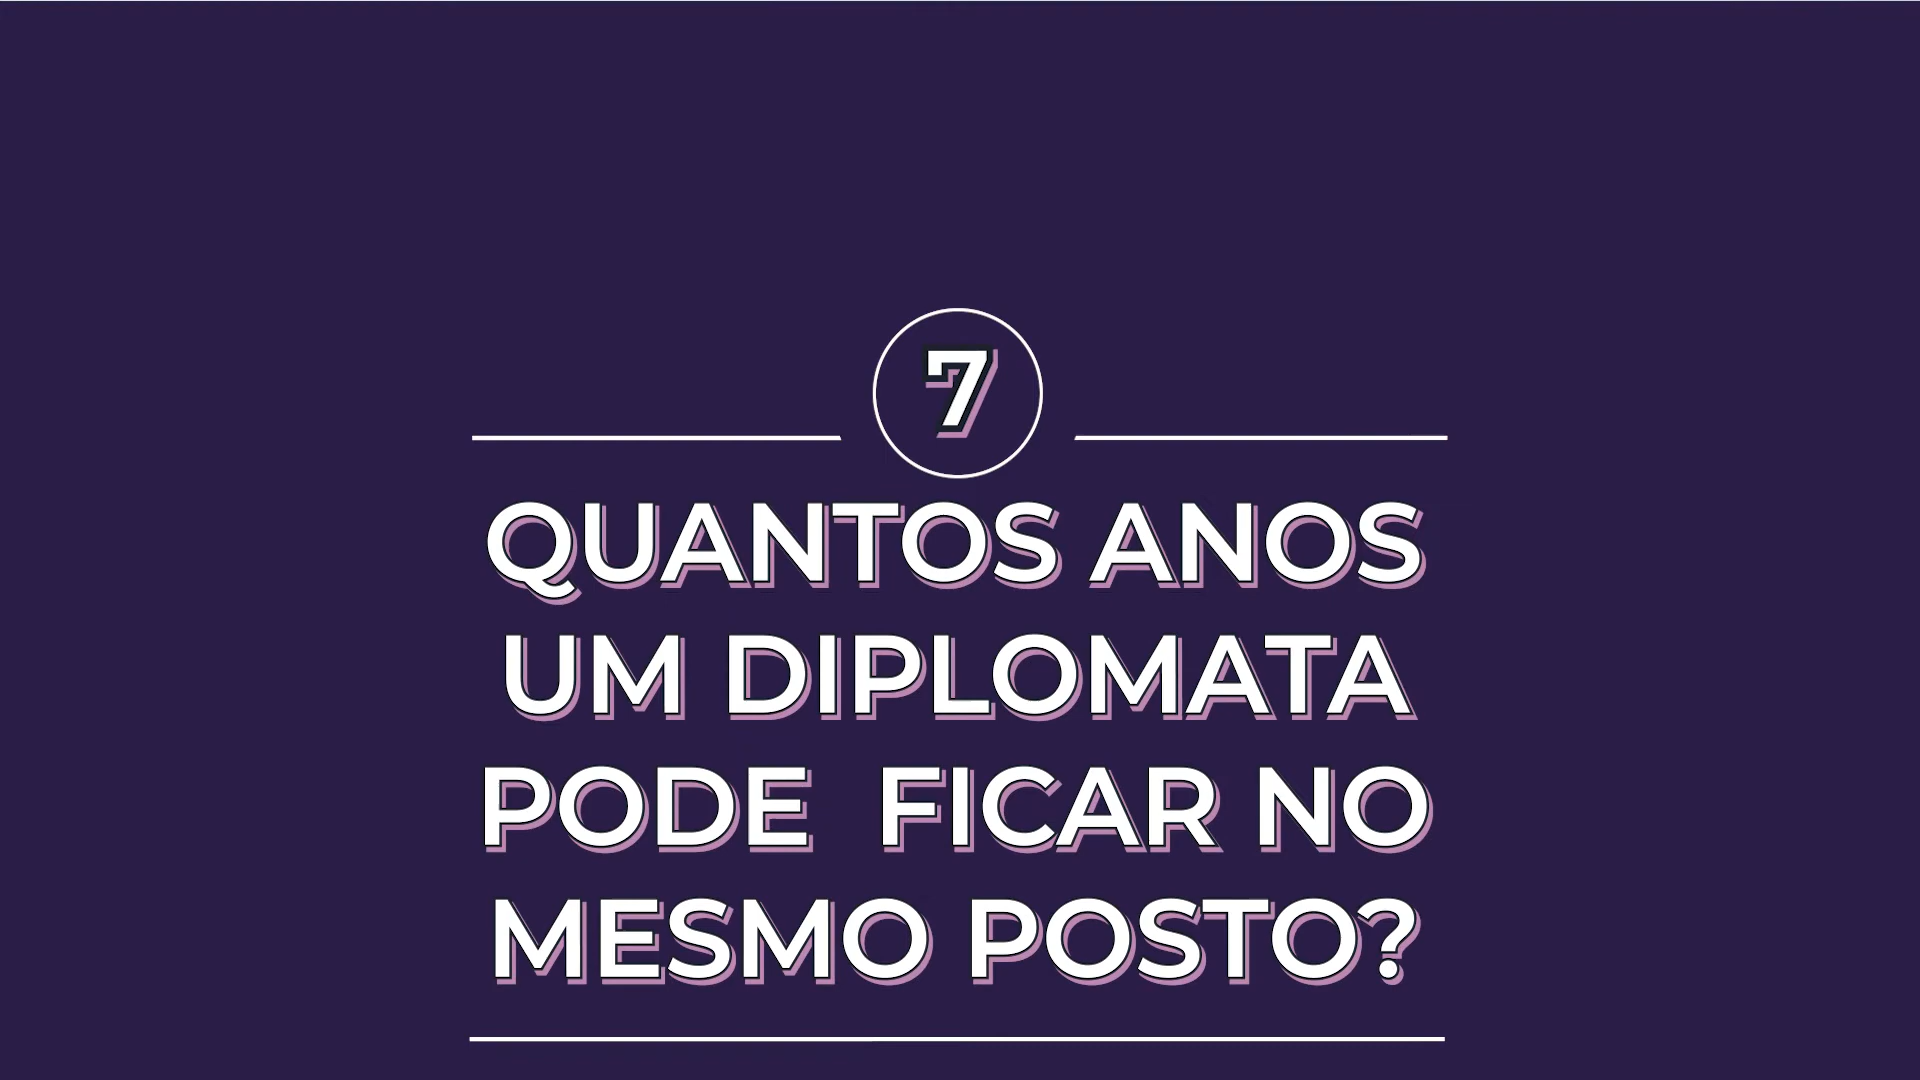 7
QUANTOS ANOS
UM DIPLOMATA
PODE  FICAR NO
MESMO POSTO?